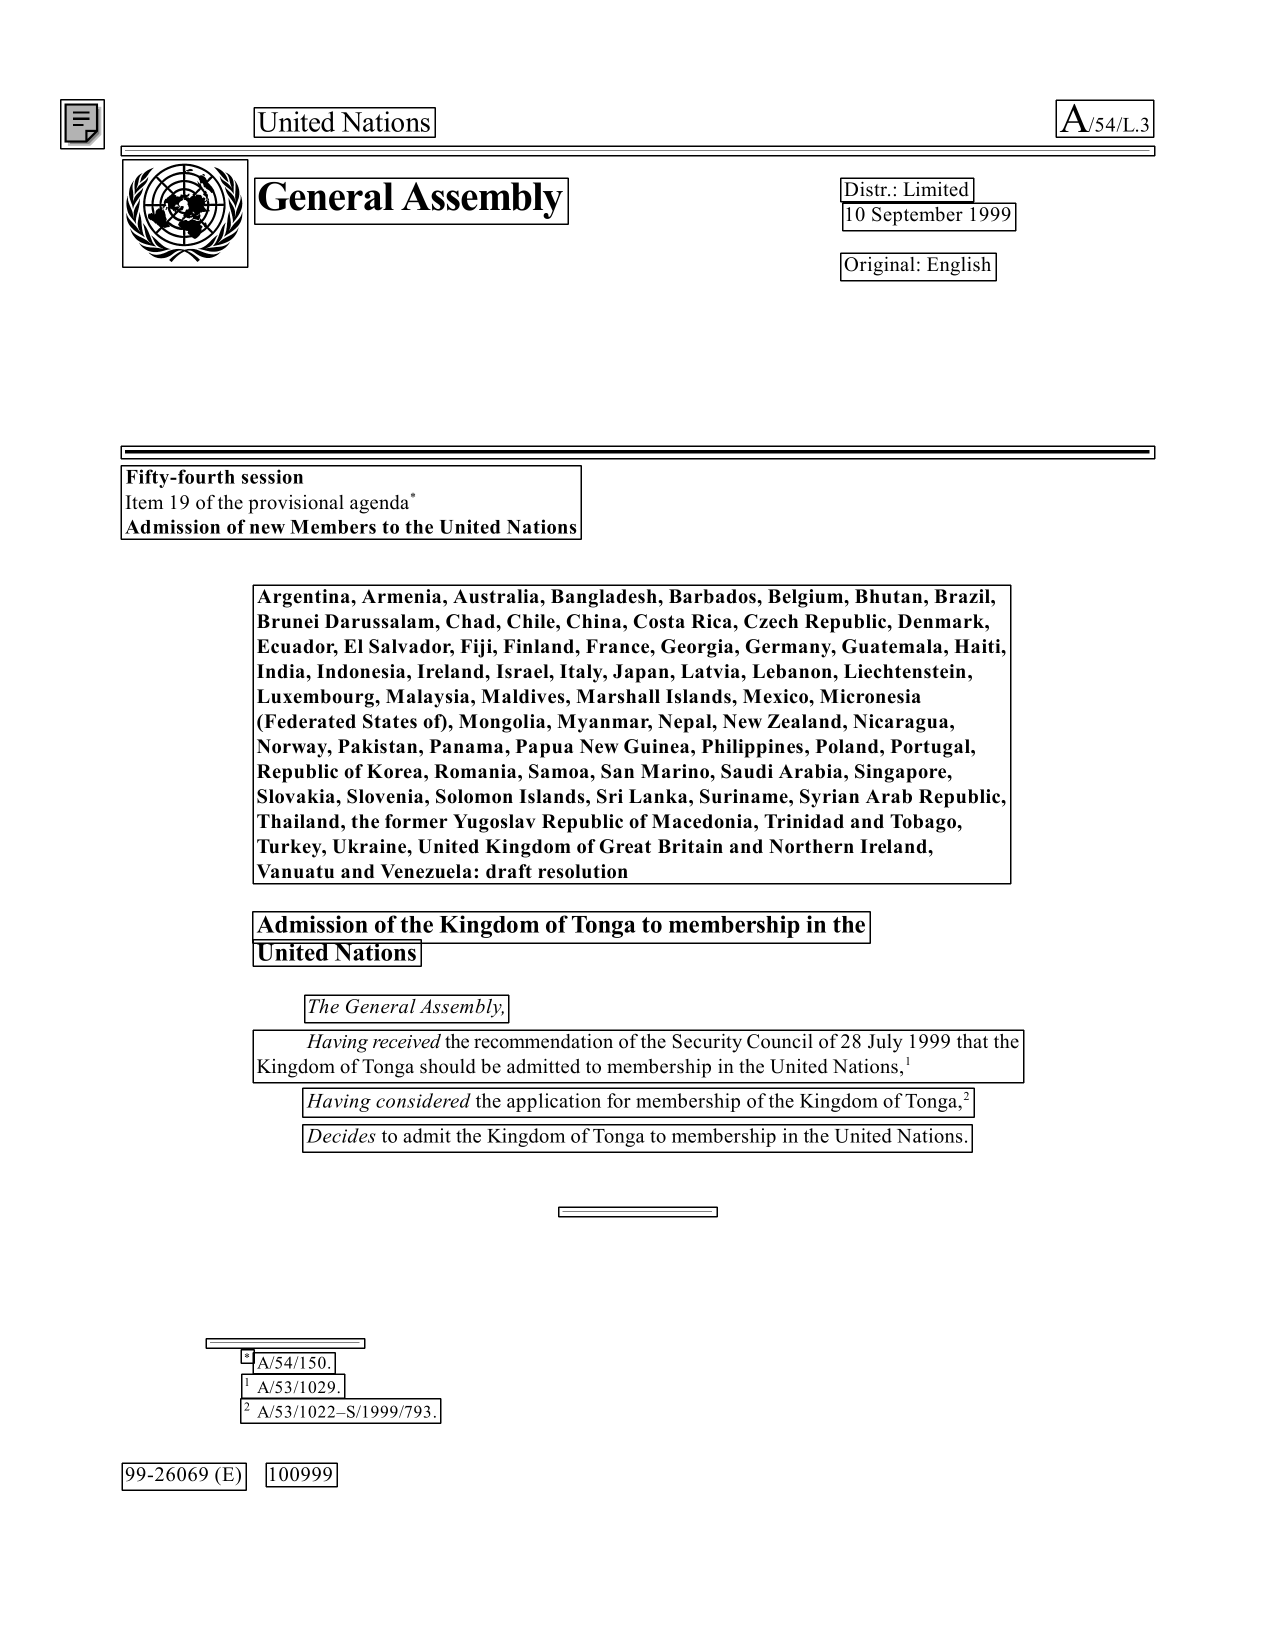 United Nations
A/54/L.3
General Assembly
Distr.: Limited
10 September 1999
Original: English
Fifty-fourth session
Item 19 of the provisional agenda*
Admission of new Members to the United Nations
Argentina, Armenia, Australia, Bangladesh, Barbados, Belgium, Bhutan, Brazil,
Brunei Darussalam, Chad, Chile, China, Costa Rica, Czech Republic, Denmark,
Ecuador, El Salvador, Fiji, Finland, France, Georgia, Germany, Guatemala, Haiti,
India, Indonesia, Ireland, Israel, Italy, Japan, Latvia, Lebanon, Liechtenstein,
Luxembourg, Malaysia, Maldives, Marshall Islands, Mexico, Micronesia
(Federated States of), Mongolia, Myanmar, Nepal, New Zealand, Nicaragua,
Norway, Pakistan, Panama, Papua New Guinea, Philippines, Poland, Portugal,
Republic of Korea, Romania, Samoa, San Marino, Saudi Arabia, Singapore,
Slovakia, Slovenia, Solomon Islands, Sri Lanka, Suriname, Syrian Arab Republic,
Thailand, the former Yugoslav Republic of Macedonia, Trinidad and Tobago,
Turkey, Ukraine, United Kingdom of Great Britain and Northern Ireland,
Vanuatu and Venezuela: draft resolution
Admission of the Kingdom of Tonga to membership in the
United Nations
The General Assembly,
Having received the recommendation of the Security Council of 28 July 1999 that the
Kingdom of Tonga should be admitted to membership in the United Nations,1
Having considered the application for membership of the Kingdom of Tonga,2
Decides to admit the Kingdom of Tonga to membership in the United Nations.
* A/54/150.
1 A/53/1029.
2 A/53/1022–S/1999/793.
99-26069 (E) 100999